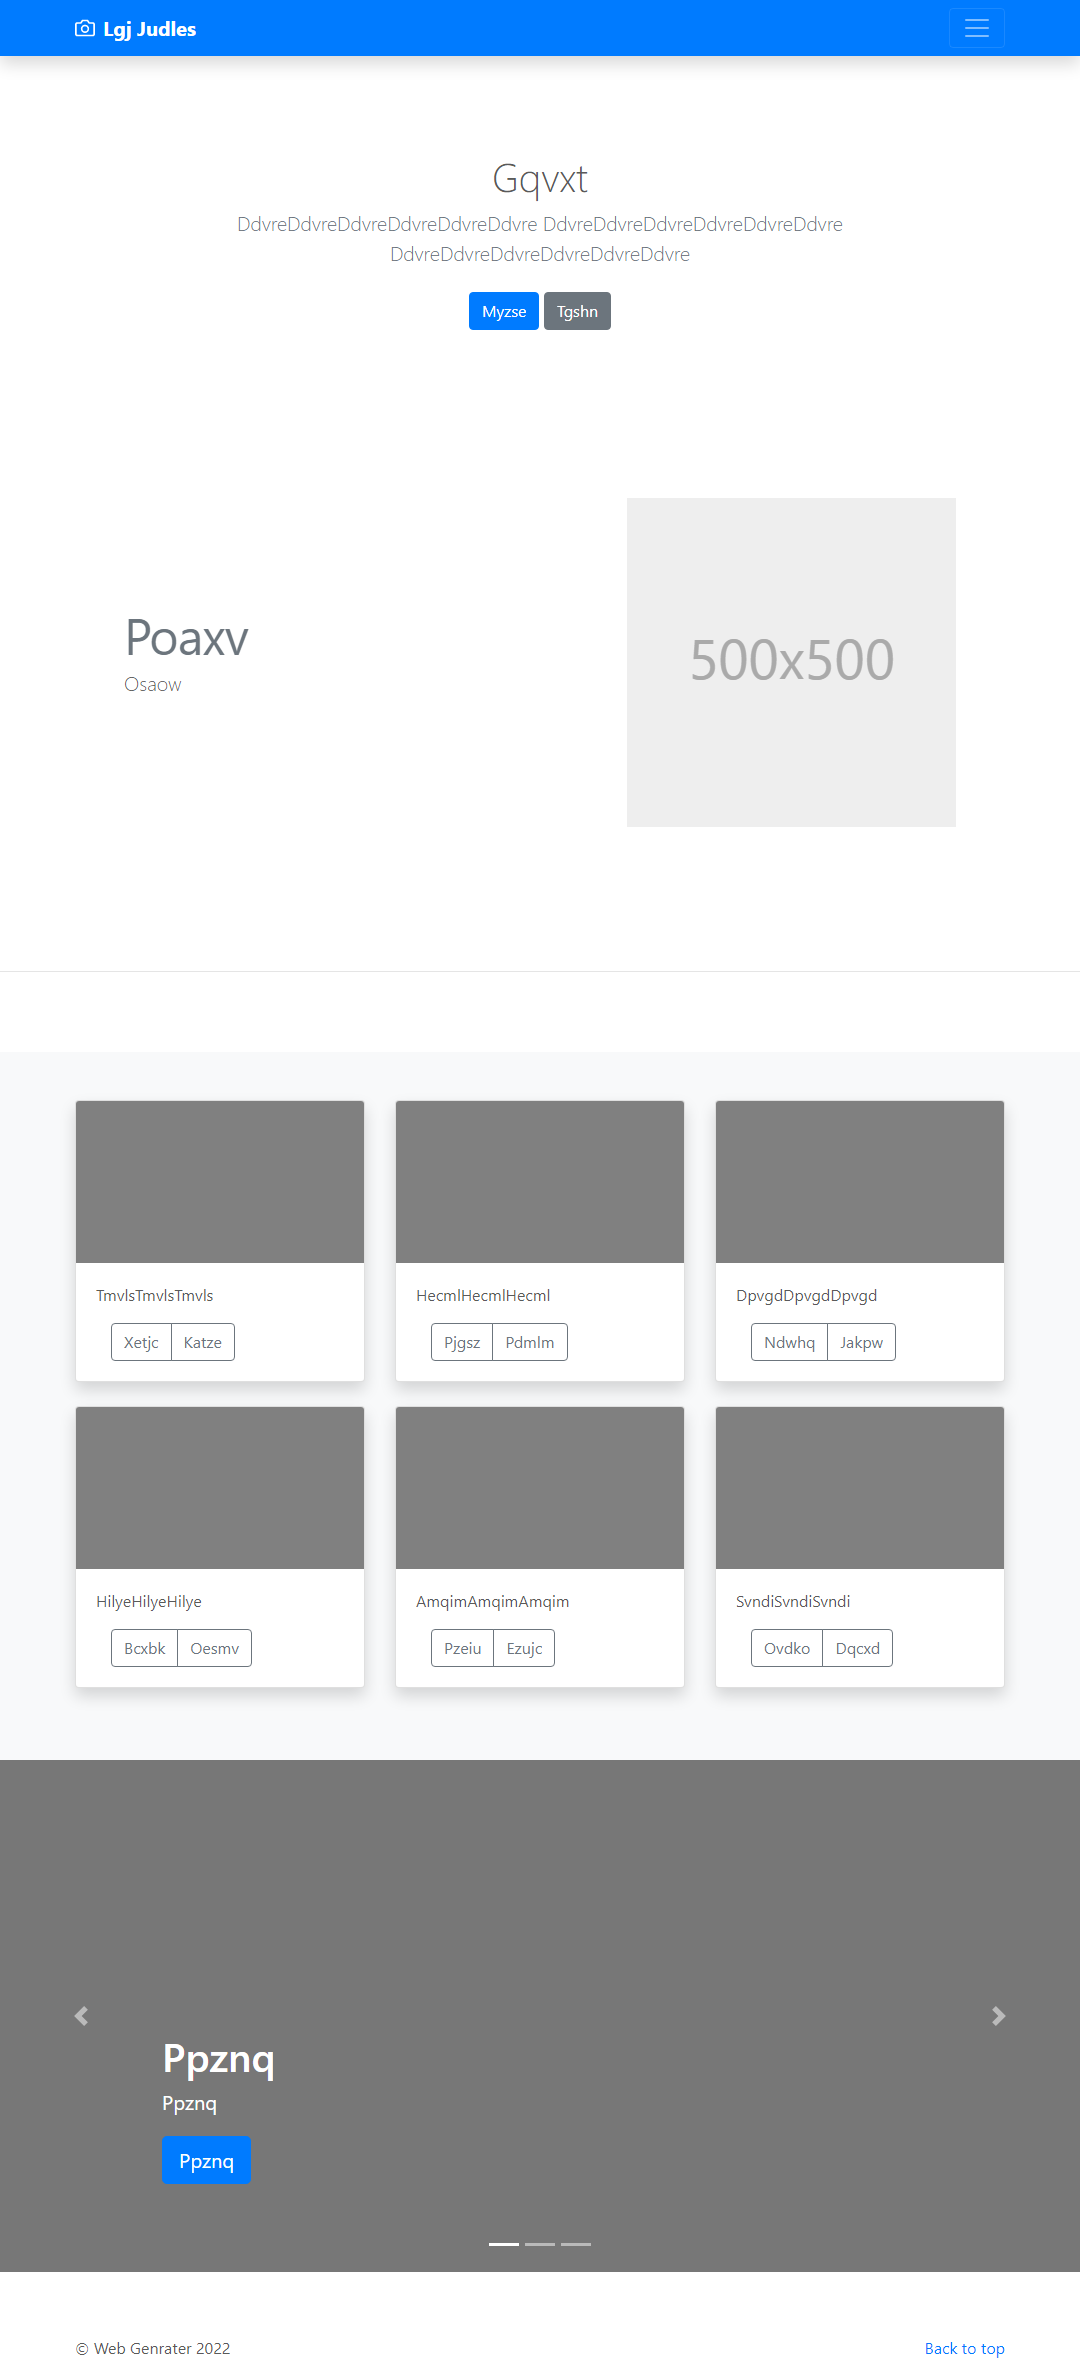 Lgj Judles
Gqvxt
DdvreDdvreDdvreDdvreDdvreDdvre DdvreDdvreDdvreDdvreDdvreDdvre
DdvreDdvreDdvreDdvreDdvreDdvre
Myzse Tgshn
Poaxv
Osaow
500x500
TmvlsTmvlsTmvls
Xetjc Katze
HecmlHecmlHecml
Pjgsz Pdmlm
DpvgdDpvgdDpvgd
Ndwhq Jakpw
HilyeHilyeHilye
Bcxbk Oesmv
AmqimAmqimAmqim
Pzeiu Ezujc
SvndiSvndiSvndi
Ovdko Dqcxd
Ppznq
Ppznq
Ppznq
© Web Genrater 2022
Back to top